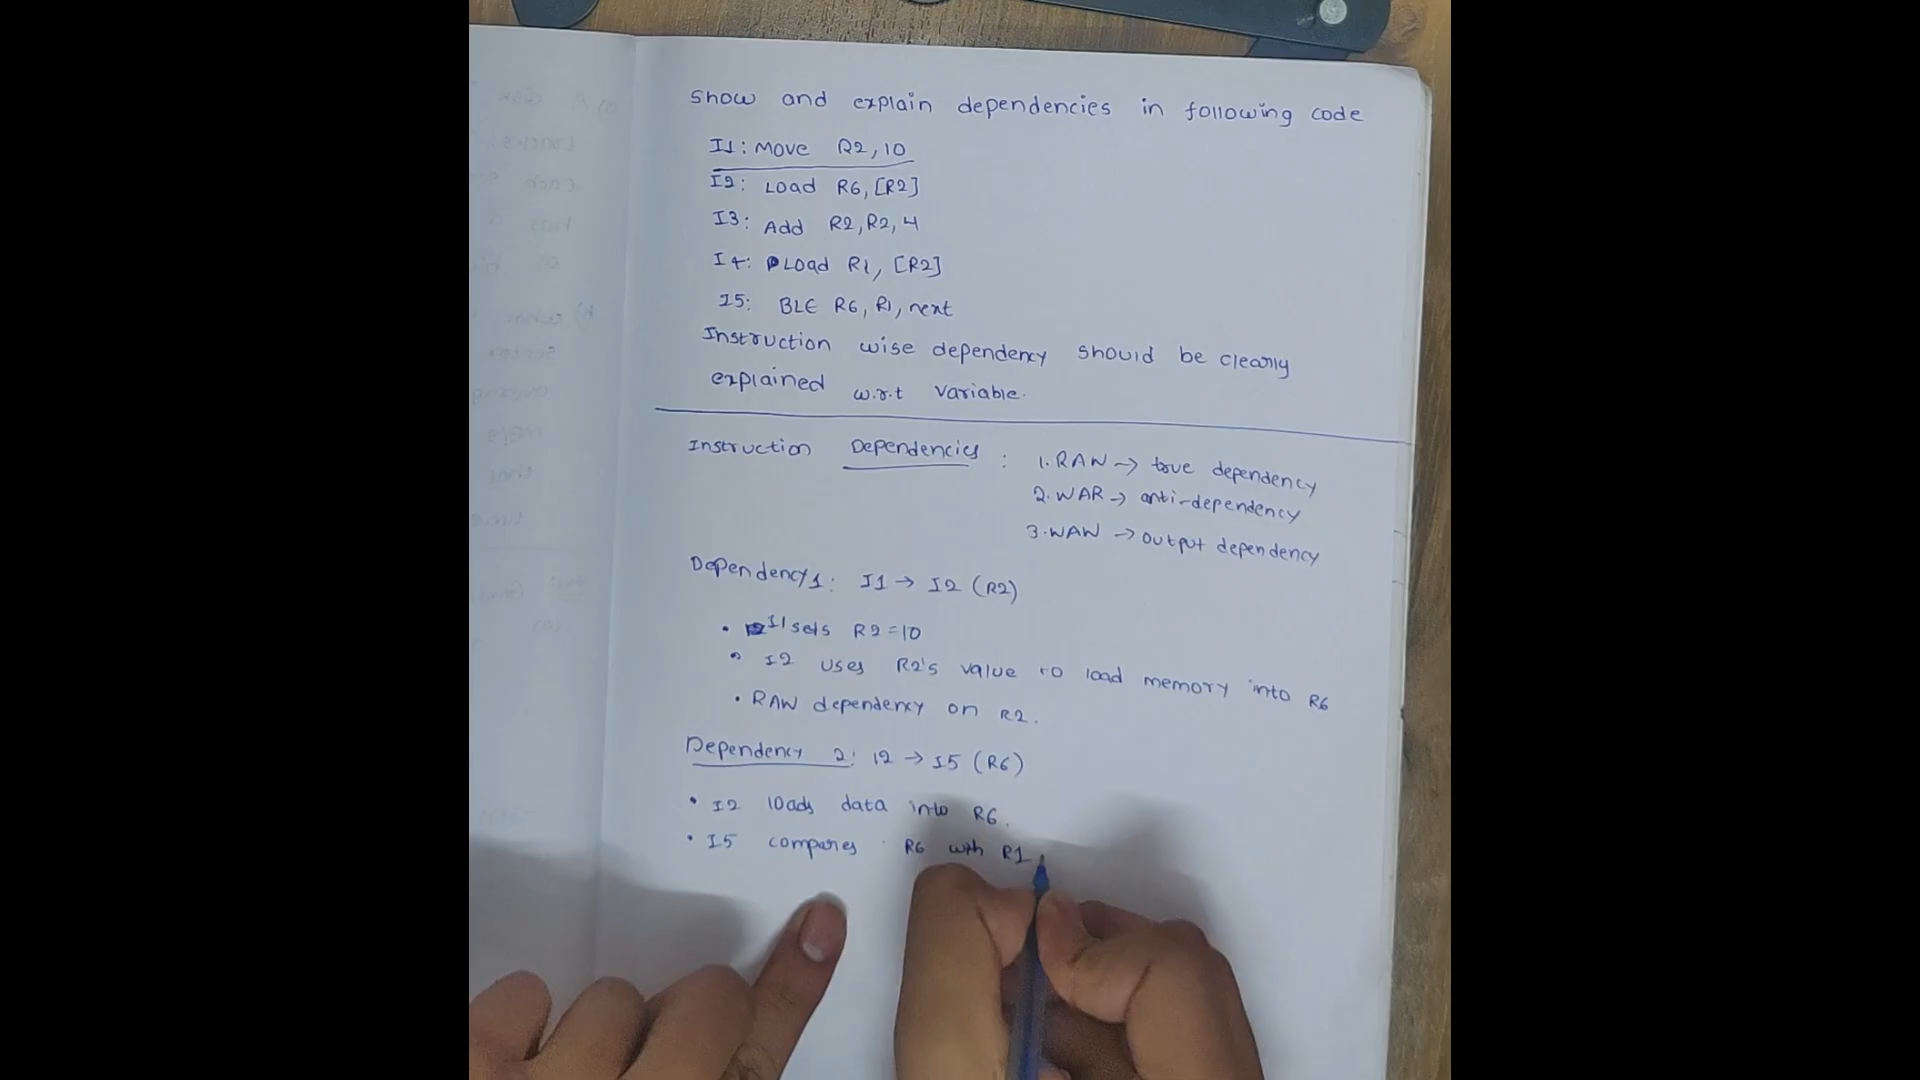 Show and explain dependencies in following code
I1: Move R2, 10
I2: Load R6, [R2]
I3: Add R2, R2, 4
I4: Load R1, [R2]
I5: BLE R6, R1, next
Instruction wise dependency should be clearly
explained w.r.t variable.
Instruction Dependencies : 1. RAW → true dependency
2. WAR → anti-dependency
3. WAW → output dependency
Dependency 1: I1 → I2 (R2)
• I1 sets R2 = 10
• I2 uses R2's value to load memory into R6
• RAW dependency on R2.
Dependency 2: I2 → I5 (R6)
• I2 loads data into R6.
• I5 compares R6 with R1